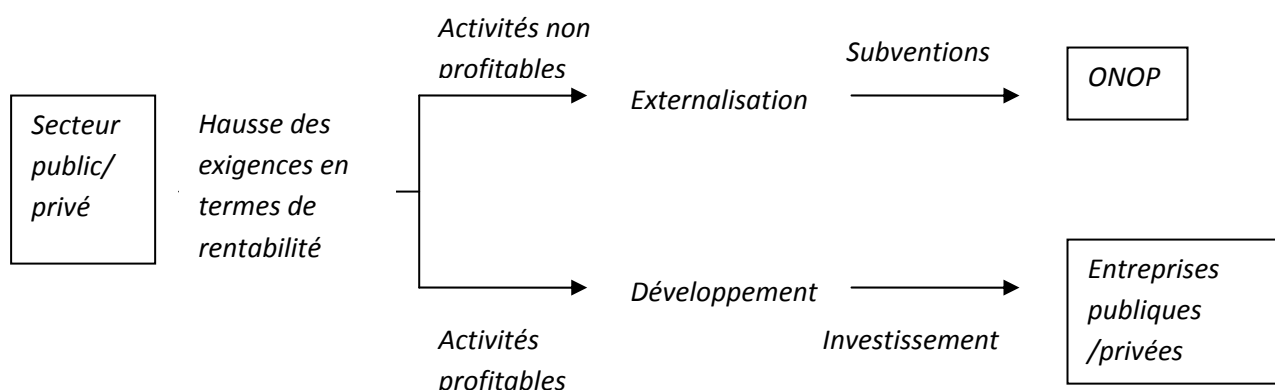 Secteur
public/
privé
Hausse des
exigences en
termes de
rentabilité
Activités non
profitables
Externalisation
Subventions
ONOP
Activités
profitables
Développement
Investissement
Entreprises
publiques
/privées